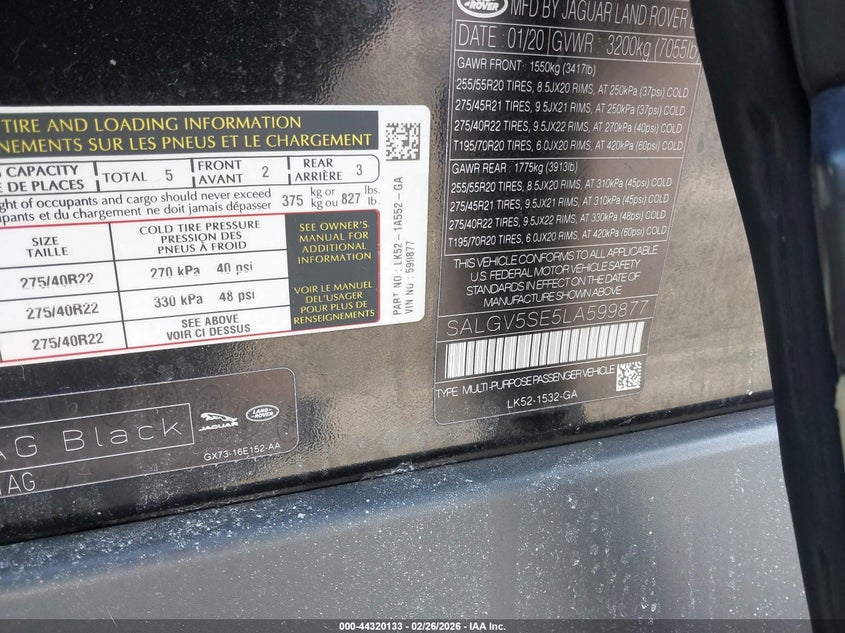 TIRE AND LOADING INFORMATION
NEMENTS SUR LES PNEUS ET LE CHARGEMENT
CAPACITY
DE PLACES
TOTAL 5
FRONT
AVANT 2
REAR
ARRIÈRE 3
ght of occupants and cargo should never exceed
upants et du chargement ne doit jamais dépasser
375 kg or 827 lbs.
kg ou lb.
SIZE
TAILLE
COLD TIRE PRESSURE
PRESSION DES
PNEUS À FROID
275/40R22 270 kPa 40 psi
275/40R22 330 kPa 48 psi
275/40R22 SEE ABOVE
VOIR CI DESSUS
SEE OWNER'S
MANUAL FOR
ADDITIONAL
INFORMATION
VOIR LE MANUEL
DEL'USAGER
POUR PLUS DE
RENSEIGNEMENTS
PART NO : LK52-1A552-GA
VIN NO : 599877
AG Black
1AG
JAGUAR
LAND ROVER
GX73-16E152-AA
ROVER
MFD BY JAGUAR LAND ROVER
DATE : 01/20 GVWR : 3200kg (7055lb)
GAWR FRONT : 1550kg (3417lb)
255/55R20 TIRES, 8.5JX20 RIMS, AT 250kPa (37psi) COLD
275/45R21 TIRES, 9.5JX21 RIMS, AT 250kPa (37psi) COLD
275/40R22 TIRES, 9.5JX22 RIMS, AT 270kPa (40psi) COLD
T195/70R20 TIRES, 6.0JX20 RIMS, AT 420kPa (60psi) COLD
GAWR REAR : 1775kg (3913lb)
255/55R20 TIRES, 8.5JX20 RIMS, AT 310kPa (45psi) COLD
275/45R21 TIRES, 9.5JX21 RIMS, AT 310kPa (45psi) COLD
275/40R22 TIRES, 9.5JX22 RIMS, AT 330kPa (48psi) COLD
T195/70R20 TIRES, 6.0JX20 RIMS, AT 420kPa (60psi) COLD
THIS VEHICLE CONFORMS TO ALL APPLICABLE
U.S. FEDERAL MOTOR VEHICLE SAFETY
STANDARDS IN EFFECT ON THE DATE OF
MANUFACTURE SHOWN ABOVE.
SALGV5SE5LA599877
TYPE: MULTI-PURPOSE PASSENGER VEHICLE
LK52-1532-GA
000-44320133 - 02/26/2026 - IAA Inc.